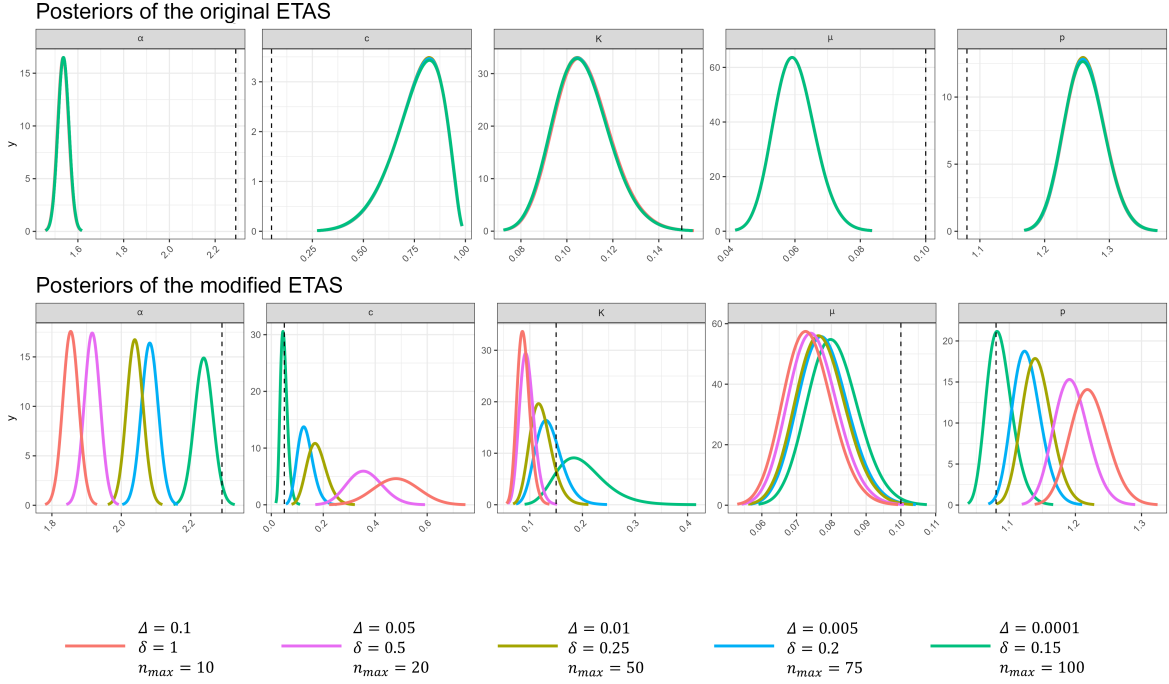 Posteriors of the original ETAS
α c K μ p
y
15 10 5 0
3 2 1 0
30 20 10 0
60 40 20 0
10 5 0
1.6 1.8 2.0 2.2
0.25 0.50 0.75 1.00
0.08 0.10 0.12 0.14
0.04 0.06 0.08 0.10
1.1 1.2 1.3
Posteriors of the modified ETAS
α c K μ p
y
15 10 5 0
30 20 10 0
30 20 10 0
60 40 20 0
20 15 10 5 0
1.8 2.0 2.2
0.0 0.2 0.4 0.6
0.1 0.2 0.3 0.4
0.06 0.07 0.08 0.09 0.10 0.11
1.1 1.2 1.3
Δ = 0.1
δ = 1
n_max = 10
Δ = 0.05
δ = 0.5
n_max = 20
Δ = 0.01
δ = 0.25
n_max = 50
Δ = 0.005
δ = 0.2
n_max = 75
Δ = 0.0001
δ = 0.15
n_max = 100